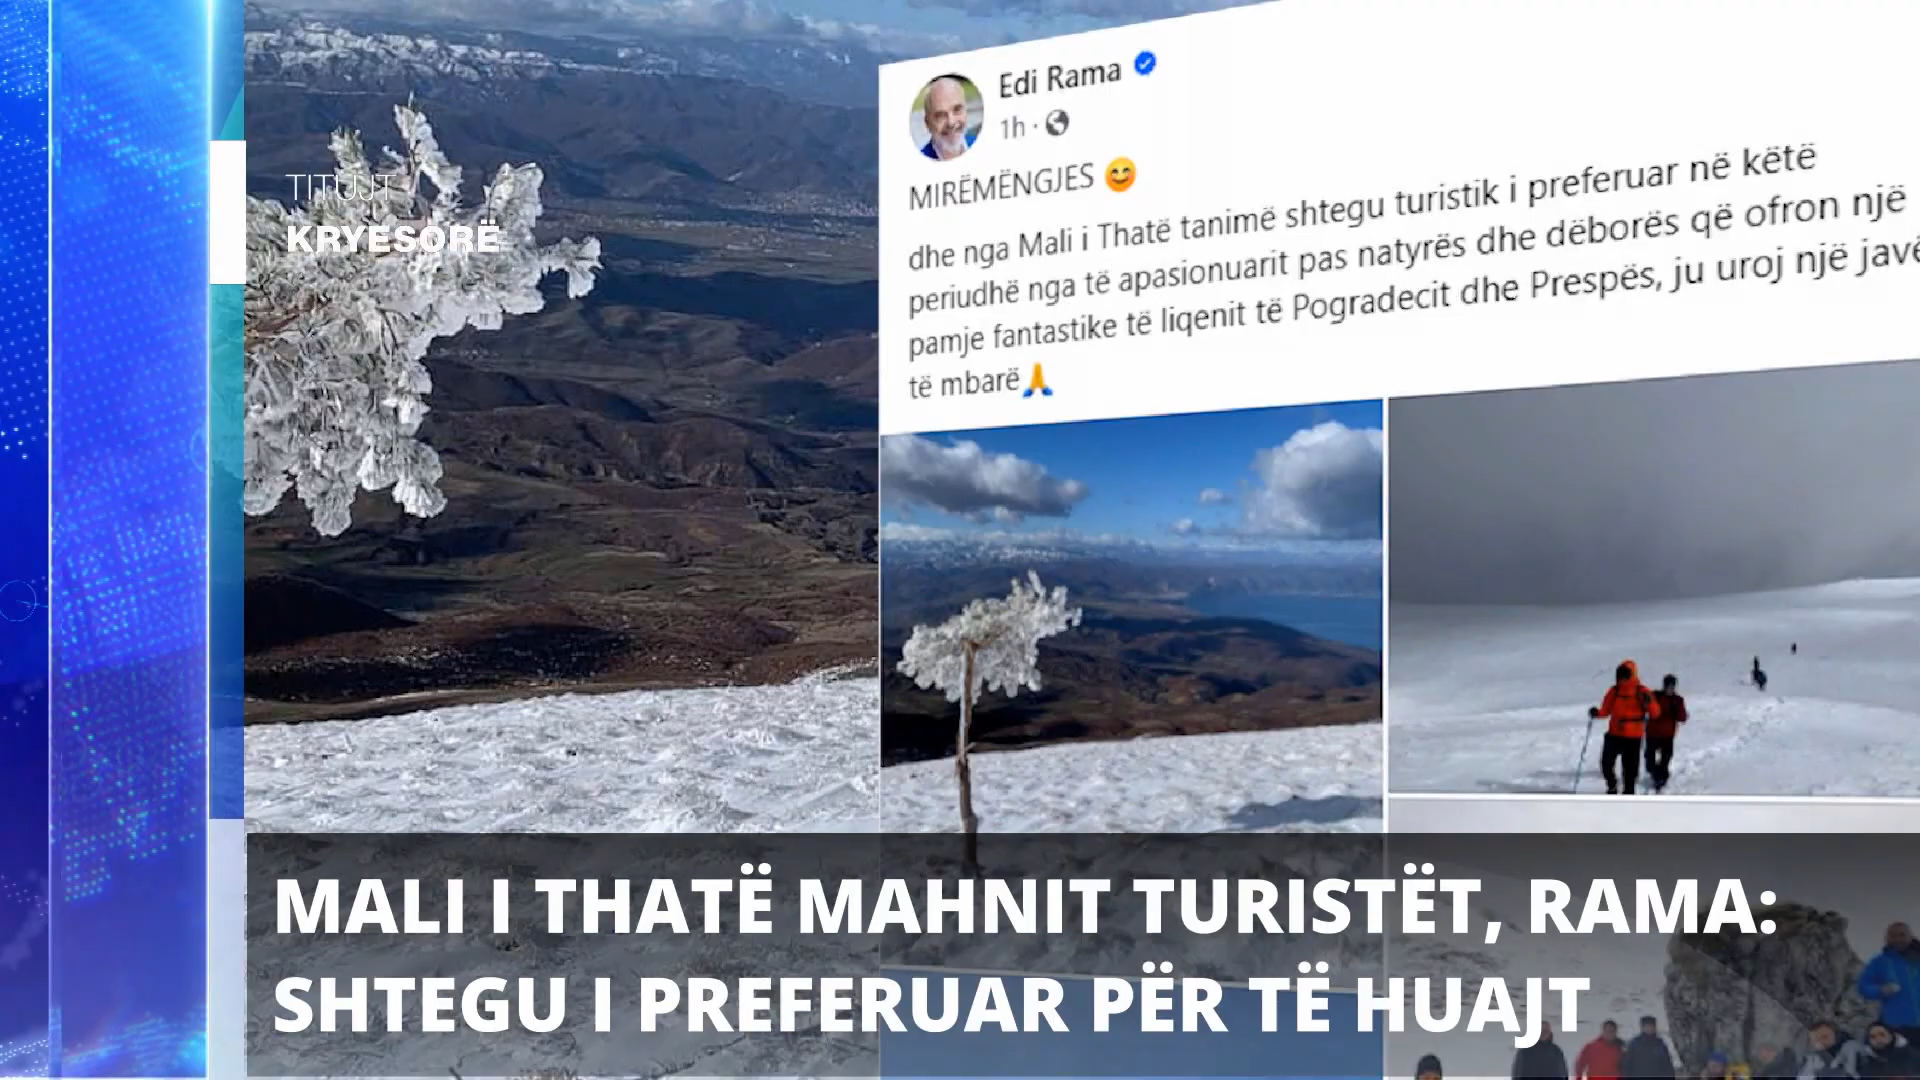 TITUJT
KRYESORË
Edi Rama
1h ·
MIRËMËNGJES 😊
dhe nga Mali i Thatë tanimë shtegu turistik i preferuar në këtë
periudhë nga të apasionuarit pas natyrës dhe dëborës që ofron një
pamje fantastike të liqenit të Pogradecit dhe Prespës, ju uroj një javë
të mbarë🙏
MALI I THATË MAHNIT TURISTËT, RAMA:
SHTEGU I PREFERUAR PËR TË HUAJT